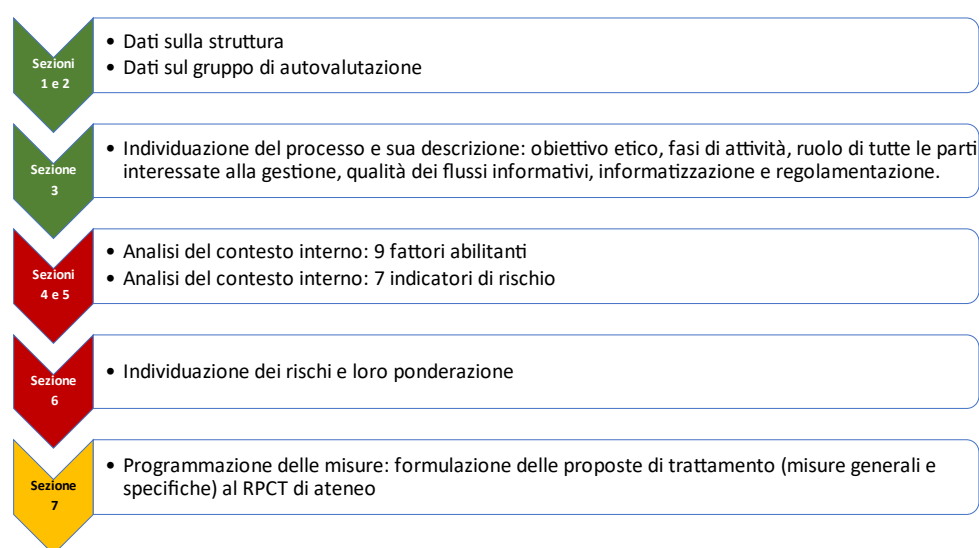 Sezioni
1 e 2
• Dati sulla struttura
• Dati sul gruppo di autovalutazione
Sezione
3
• Individuazione del processo e sua descrizione: obiettivo etico, fasi di attività, ruolo di tutte le parti
interessate alla gestione, qualità dei flussi informativi, informatizzazione e regolamentazione.
Sezioni
4 e 5
• Analisi del contesto interno: 9 fattori abilitanti
• Analisi del contesto interno: 7 indicatori di rischio
Sezione
6
• Individuazione dei rischi e loro ponderazione
Sezione
7
• Programmazione delle misure: formulazione delle proposte di trattamento (misure generali e
specifiche) al RPCT di ateneo